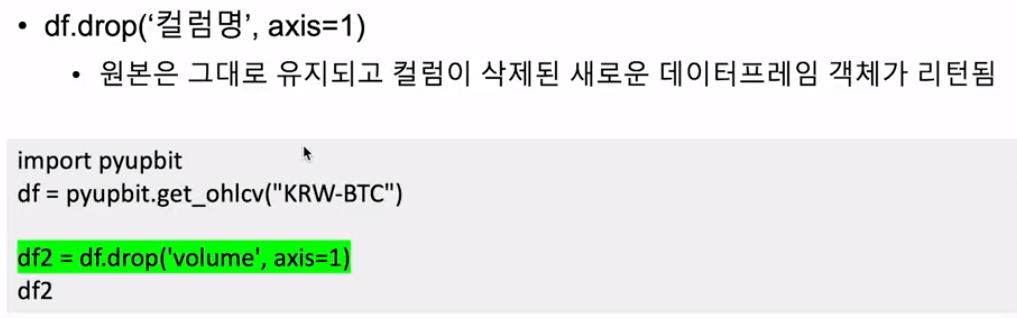 • df.drop(‘컬럼명’, axis=1)
• 원본은 그대로 유지되고 컬럼이 삭제된 새로운 데이터프레임 객체가 리턴됨
import pyupbit
df = pyupbit.get_ohlcv("KRW-BTC")
df2 = df.drop('volume', axis=1)
df2